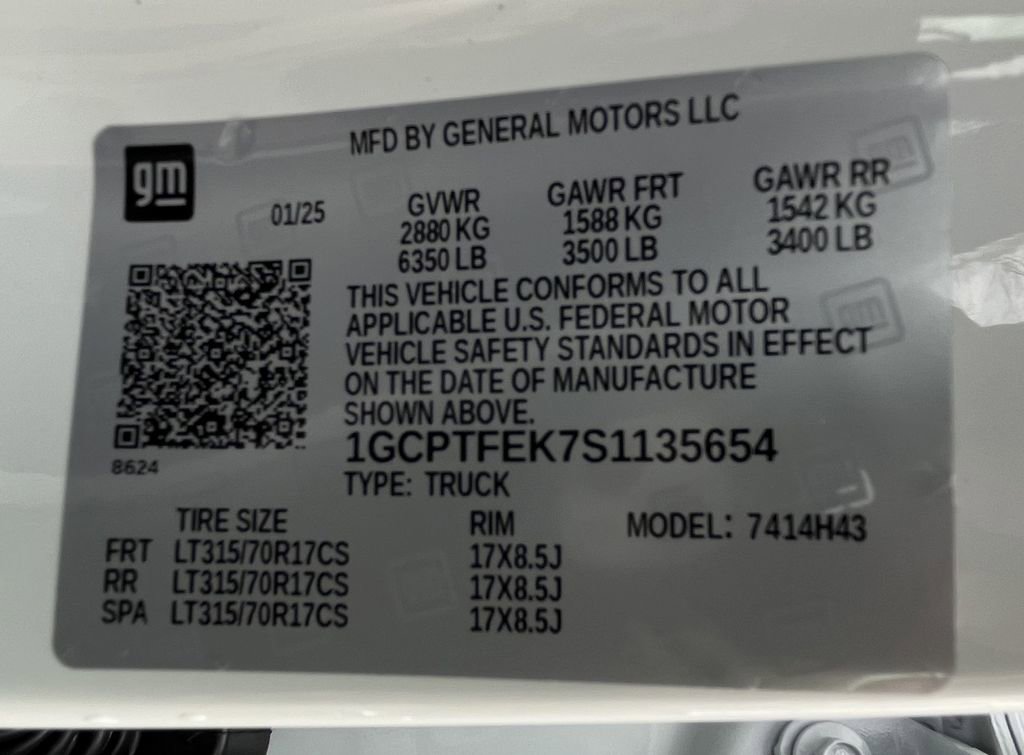 MFD BY GENERAL MOTORS LLC
gm
01/25
GVWR GAWR FRT GAWR RR
2880 KG 1588 KG 1542 KG
6350 LB 3500 LB 3400 LB
THIS VEHICLE CONFORMS TO ALL
APPLICABLE U.S. FEDERAL MOTOR
VEHICLE SAFETY STANDARDS IN EFFECT
ON THE DATE OF MANUFACTURE
SHOWN ABOVE.
1GCPTFEK7S1135654
8624
TYPE: TRUCK
TIRE SIZE RIM MODEL: 7414H43
FRT LT315/70R17CS 17X8.5J
RR LT315/70R17CS 17X8.5J
SPA LT315/70R17CS 17X8.5J